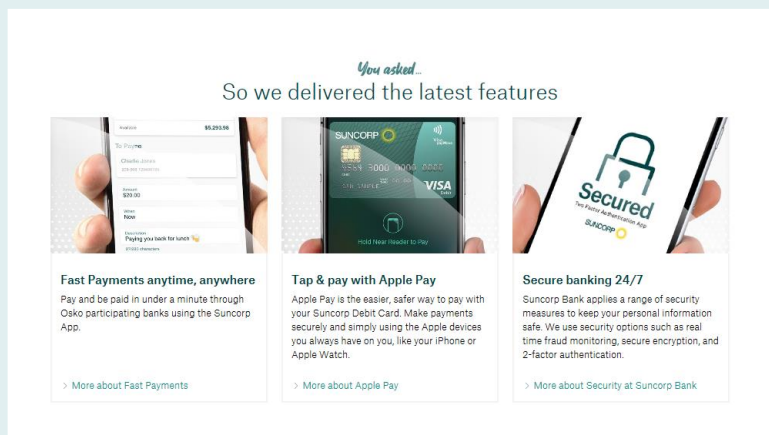 You asked...
So we delivered the latest features
Invoice $5,293.98
To Payno
Charlie Jones
Amount
$20.00
When
Now
Description
Paying you back for lunch
SUNCORP
VISA
Debit
Hold Near Reader to Pay
Secured
Two Factor Authentication App
SUNCORP
Fast Payments anytime, anywhere
Pay and be paid in under a minute through
Osko participating banks using the Suncorp
App.
> More about Fast Payments
Tap & pay with Apple Pay
Apple Pay is the easier, safer way to pay with
your Suncorp Debit Card. Make payments
securely and simply using the Apple devices
you always have on you, like your iPhone or
Apple Watch.
> More about Apple Pay
Secure banking 24/7
Suncorp Bank applies a range of security
measures to keep your personal information
safe. We use security options such as real
time fraud monitoring, secure encryption, and
2-factor authentication.
> More about Security at Suncorp Bank